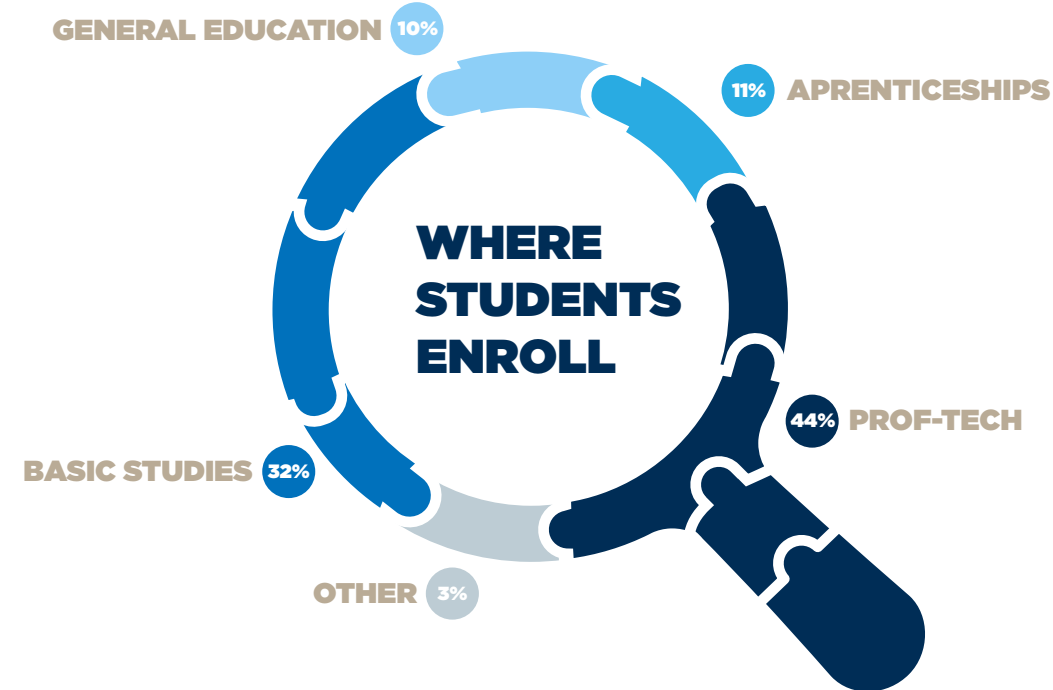 GENERAL EDUCATION 10%
11% APRENTICESHIPS
WHERE
STUDENTS
ENROLL
44% PROF-TECH
BASIC STUDIES 32%
OTHER 3%